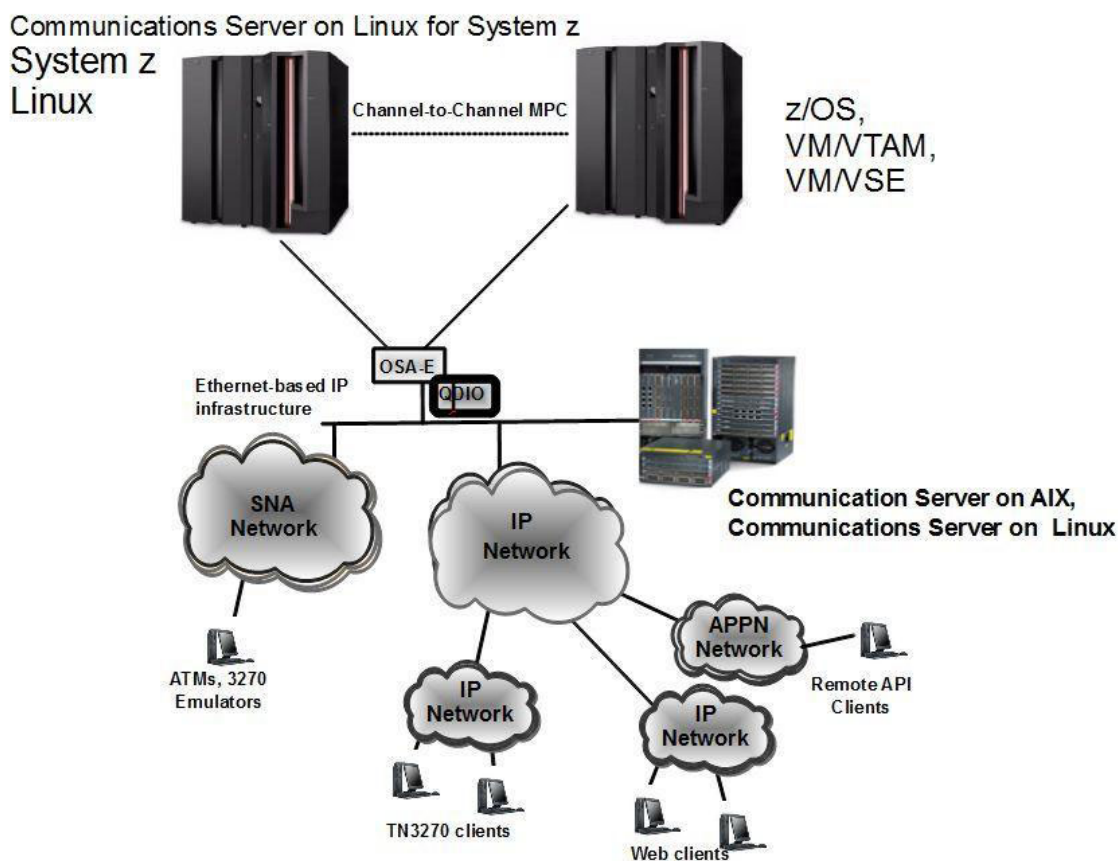 Communications Server on Linux for System z
System z
Linux
Channel-to-Channel MPC
z/OS,
VM/VTAM,
VM/VSE
OSA-E
QDIO
Ethernet-based IP
infrastructure
SNA
Network
IP
Network
Communication Server on AIX,
Communications Server on Linux
APPN
Network
ATMs, 3270
Emulators
IP
Network
IP
Network
Remote API
Clients
TN3270 clients
Web clients